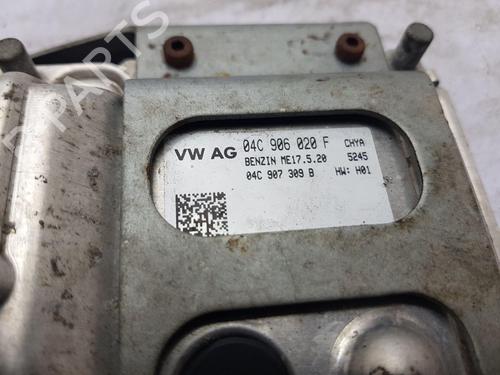 VW AG 04C 906 020 F CHYA
BENZIN ME17.5.20 5245
04C 907 309 B HW: H01